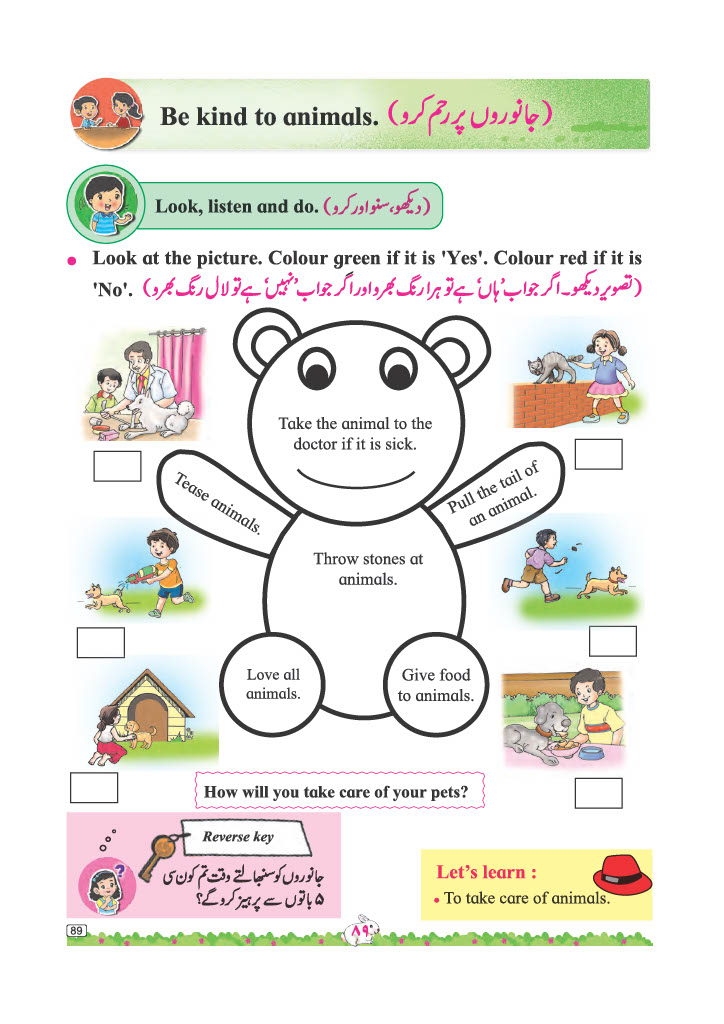 Be kind to animals. (جانوروں پر رحم کرو)
Look, listen and do. (دیکھو، سنو اور کرو)
• Look at the picture. Colour green if it is 'Yes'. Colour red if it is
'No'. (تصویر دیکھو۔ اگر جواب ’ہاں‘ ہے تو ہرا رنگ بھرو اور اگر جواب ’نہیں‘ ہے تو لال رنگ بھرو)
Take the animal to the
doctor if it is sick.
Tease animals.
Pull the tail of
an animal.
Throw stones at
animals.
Love all
animals.
Give food
to animals.
How will you take care of your pets?
Reverse key
جانوروں کو سنبھالتے وقت تم کون سی
۵ باتوں سے پرہیز کرو گے؟
?
Let's learn :
• To take care of animals.
89
۸۹